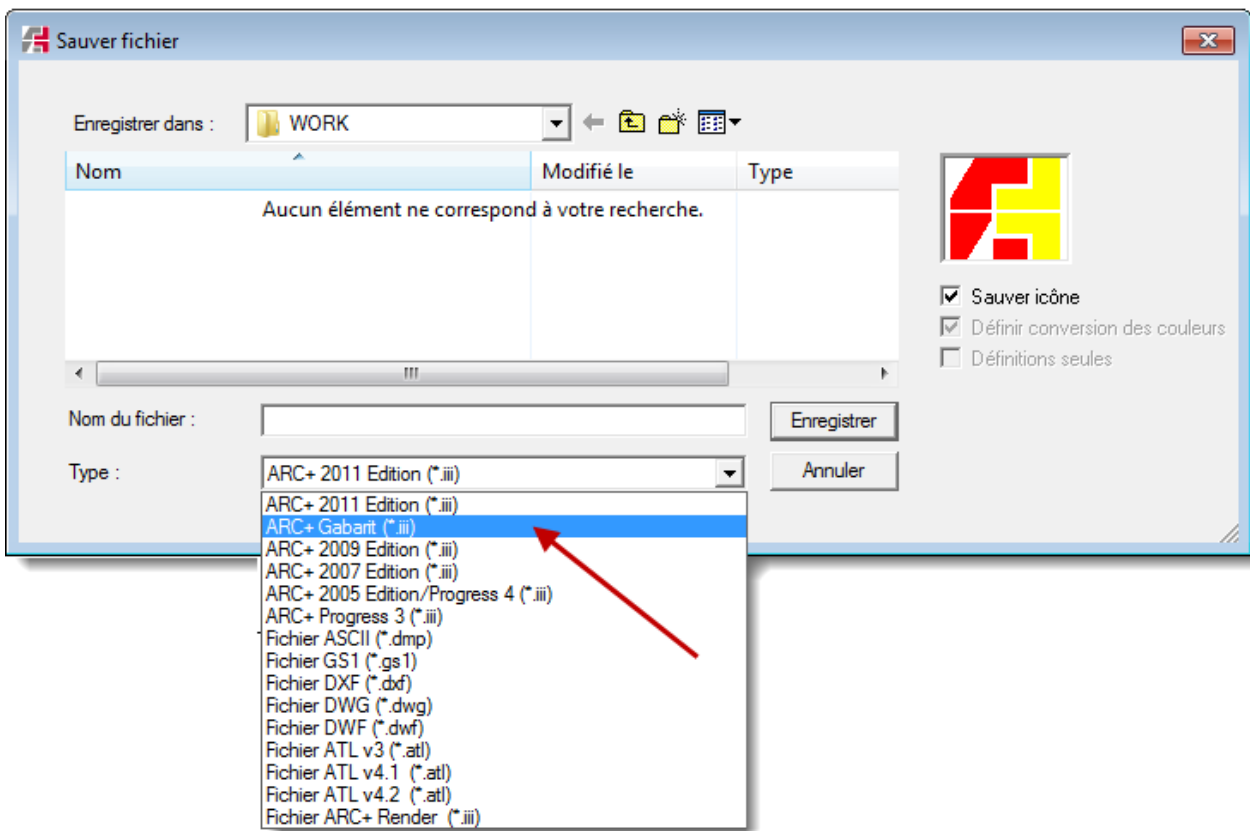 Sauver fichier
Enregistrer dans :
WORK
Nom
Modifié le
Type
Aucun élément ne correspond à votre recherche.
Sauver icône
Définir conversion des couleurs
Définitions seules
Nom du fichier :
Enregistrer
Type :
ARC+ 2011 Edition (*.iii)
Annuler
ARC+ 2011 Edition (*.iii)
ARC+ Gabarit (*.iii)
ARC+ 2009 Edition (*.iii)
ARC+ 2007 Edition (*.iii)
ARC+ 2005 Edition/Progress 4 (*.iii)
ARC+ Progress 3 (*.iii)
Fichier ASCII (*.dmp)
Fichier GS1 (*.gs1)
Fichier DXF (*.dxf)
Fichier DWG (*.dwg)
Fichier DWF (*.dwf)
Fichier ATL v3 (*.atl)
Fichier ATL v4.1 (*.atl)
Fichier ATL v4.2 (*.atl)
Fichier ARC+ Render (*.iii)